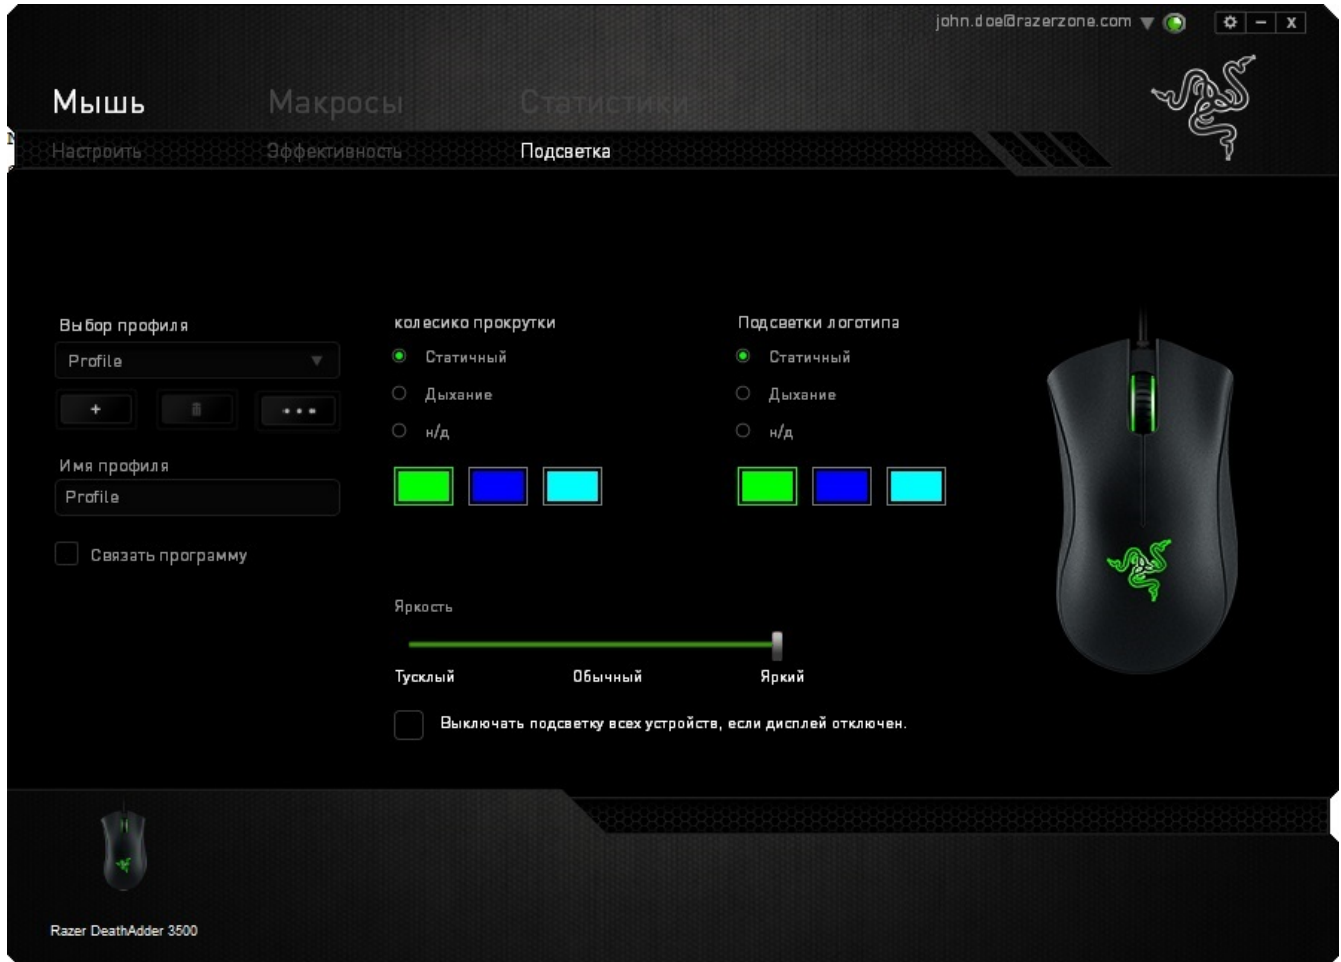 john.doe@razerzone.com
Мышь Макросы Статистики
Настроить Эффективность Подсветка
Выбор профиля
Profile
+
Имя профиля
Profile
Связать программу
колесико прокрутки
Статичный
Дыхание
н/д
Подсветки логотипа
Статичный
Дыхание
н/д
Яркость
Тусклый Обычный Яркий
Выключать подсветку всех устройств, если дисплей отключен.
Razer DeathAdder 3500